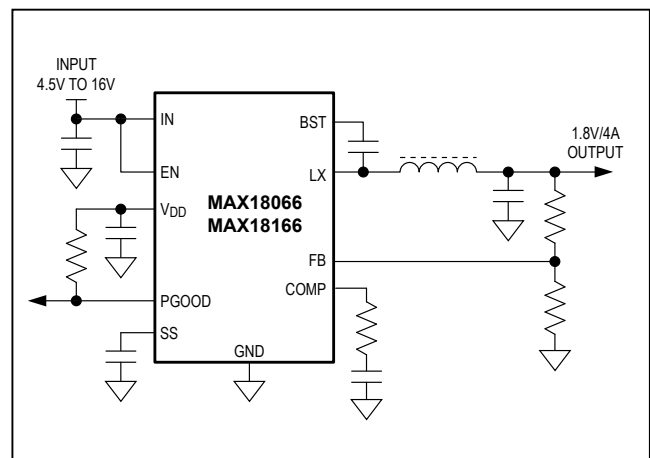 INPUT
4.5V TO 16V
IN
BST
1.8V/4A
OUTPUT
EN
LX
MAX18066
MAX18166
VDD
FB
COMP
PGOOD
SS
GND